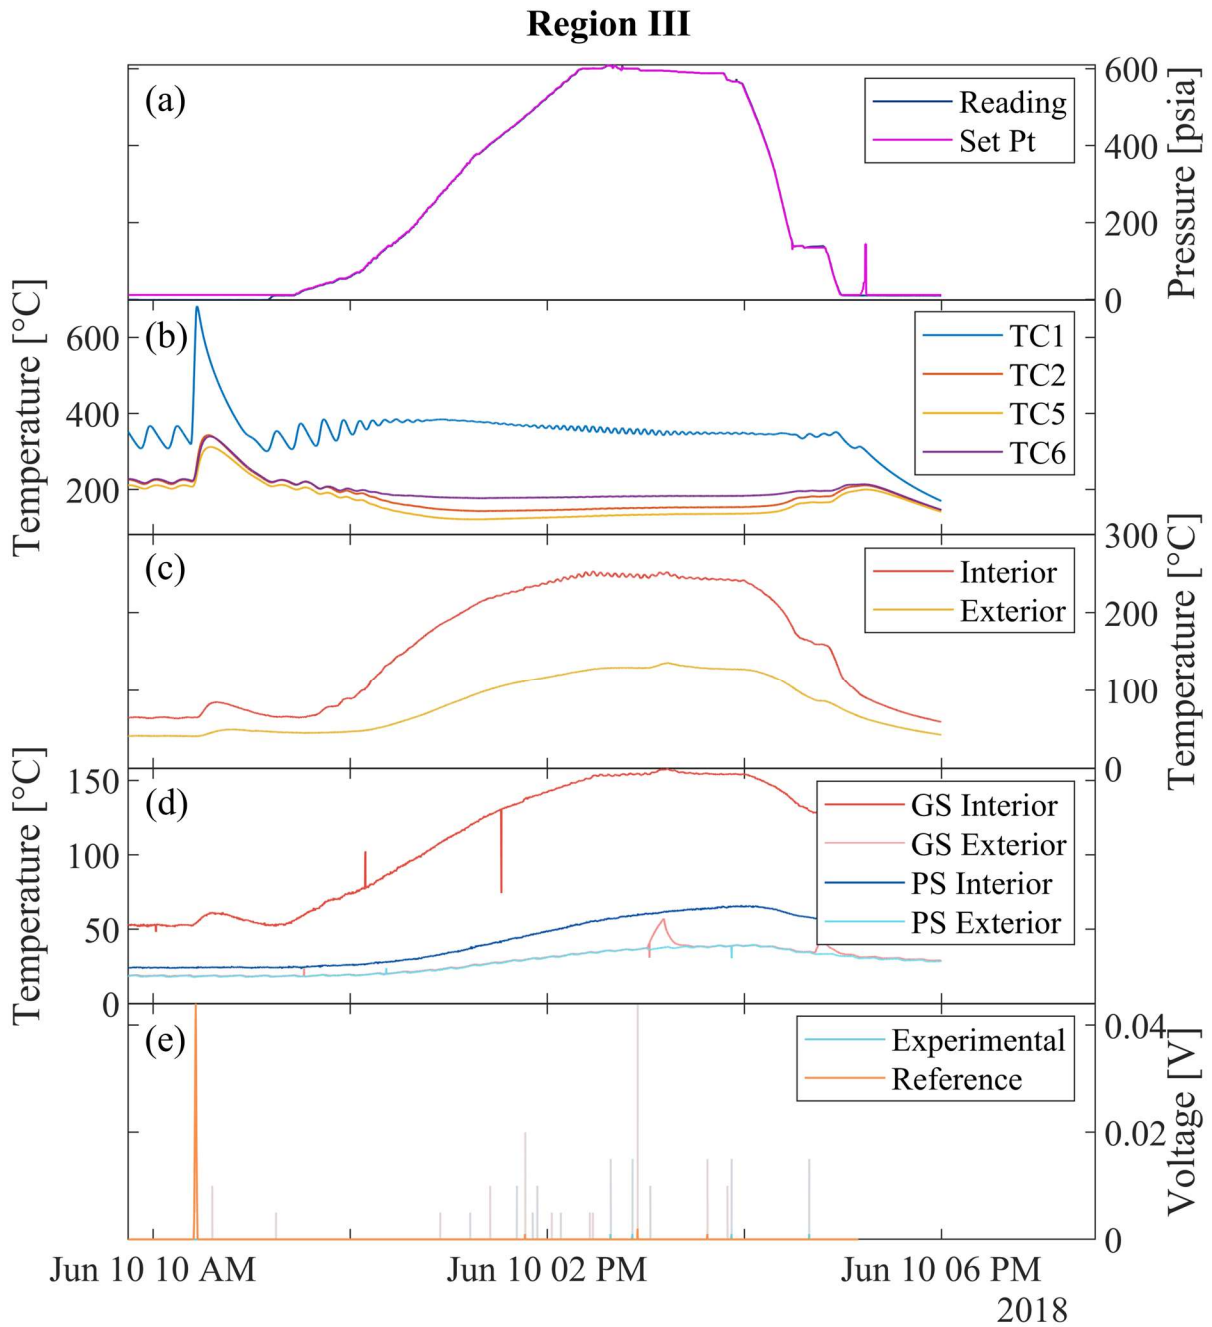 Region III
(a)
Reading
Set Pt
600
400
200
0
Pressure [psia]
(b)
TC1
TC2
TC5
TC6
600
400
200
Temperature [°C]
(c)
Interior
Exterior
300
200
100
0
Temperature [°C]
(d)
GS Interior
GS Exterior
PS Interior
PS Exterior
150
100
50
0
Temperature [°C]
(e)
Experimental
Reference
0.04
0.02
0
Voltage [V]
Jun 10 10 AM Jun 10 02 PM Jun 10 06 PM
2018